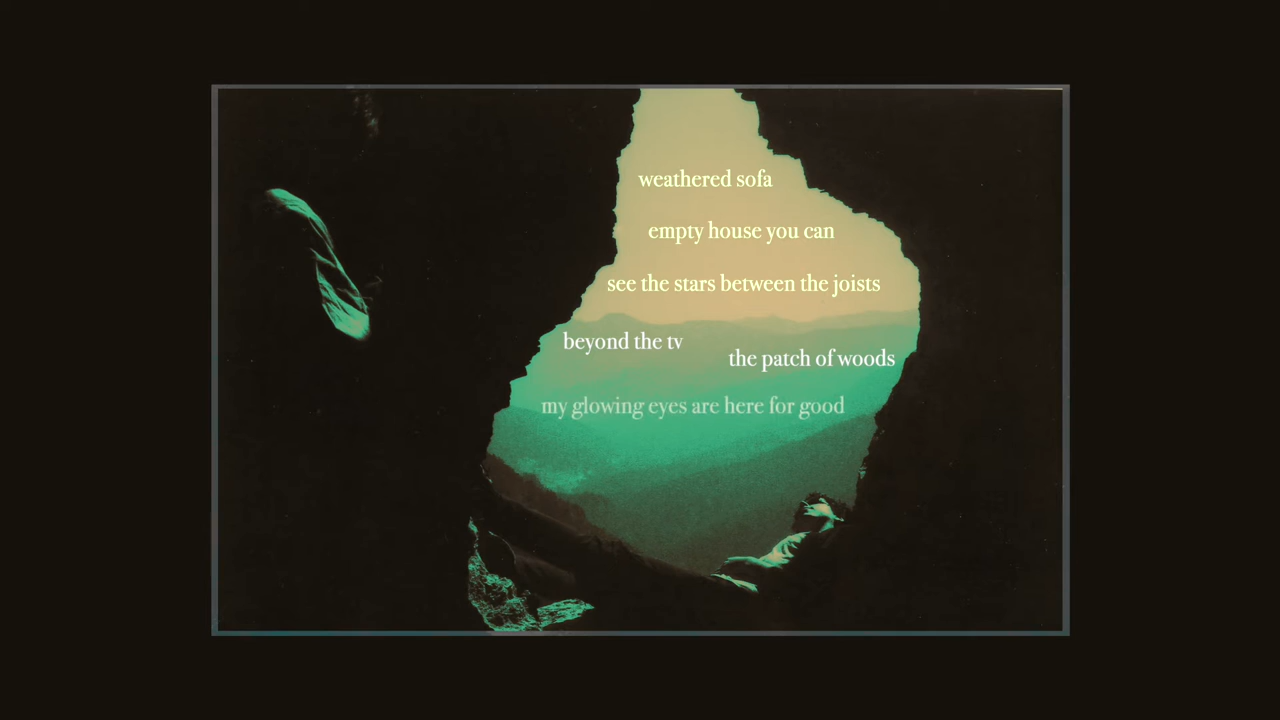 weathered sofa
empty house you can
see the stars between the joists
beyond the tv
the patch of woods
my glowing eyes are here for good